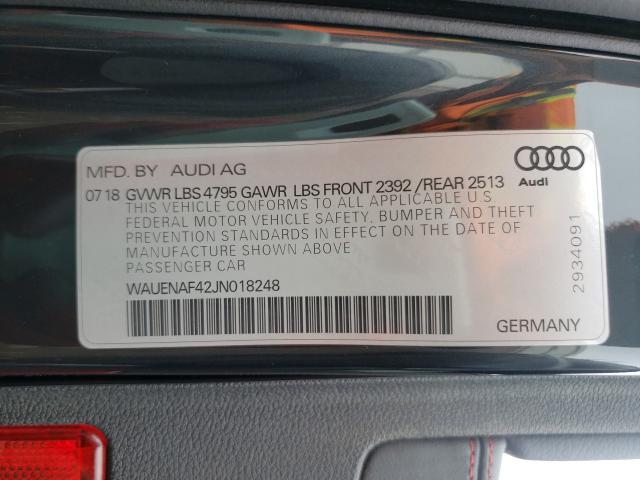 MFD. BY AUDI AG
07 18 GVWR LBS 4795 GAWR LBS FRONT 2392 /REAR 2513
THIS VEHICLE CONFORMS TO ALL APPLICABLE U.S
FEDERAL MOTOR VEHICLE SAFETY, BUMPER AND THEFT
PREVENTION STANDARDS IN EFFECT ON THE DATE OF
MANUFACTURE SHOWN ABOVE
PASSENGER CAR
WAUENAF42JN018248
Audi
2934091
GERMANY